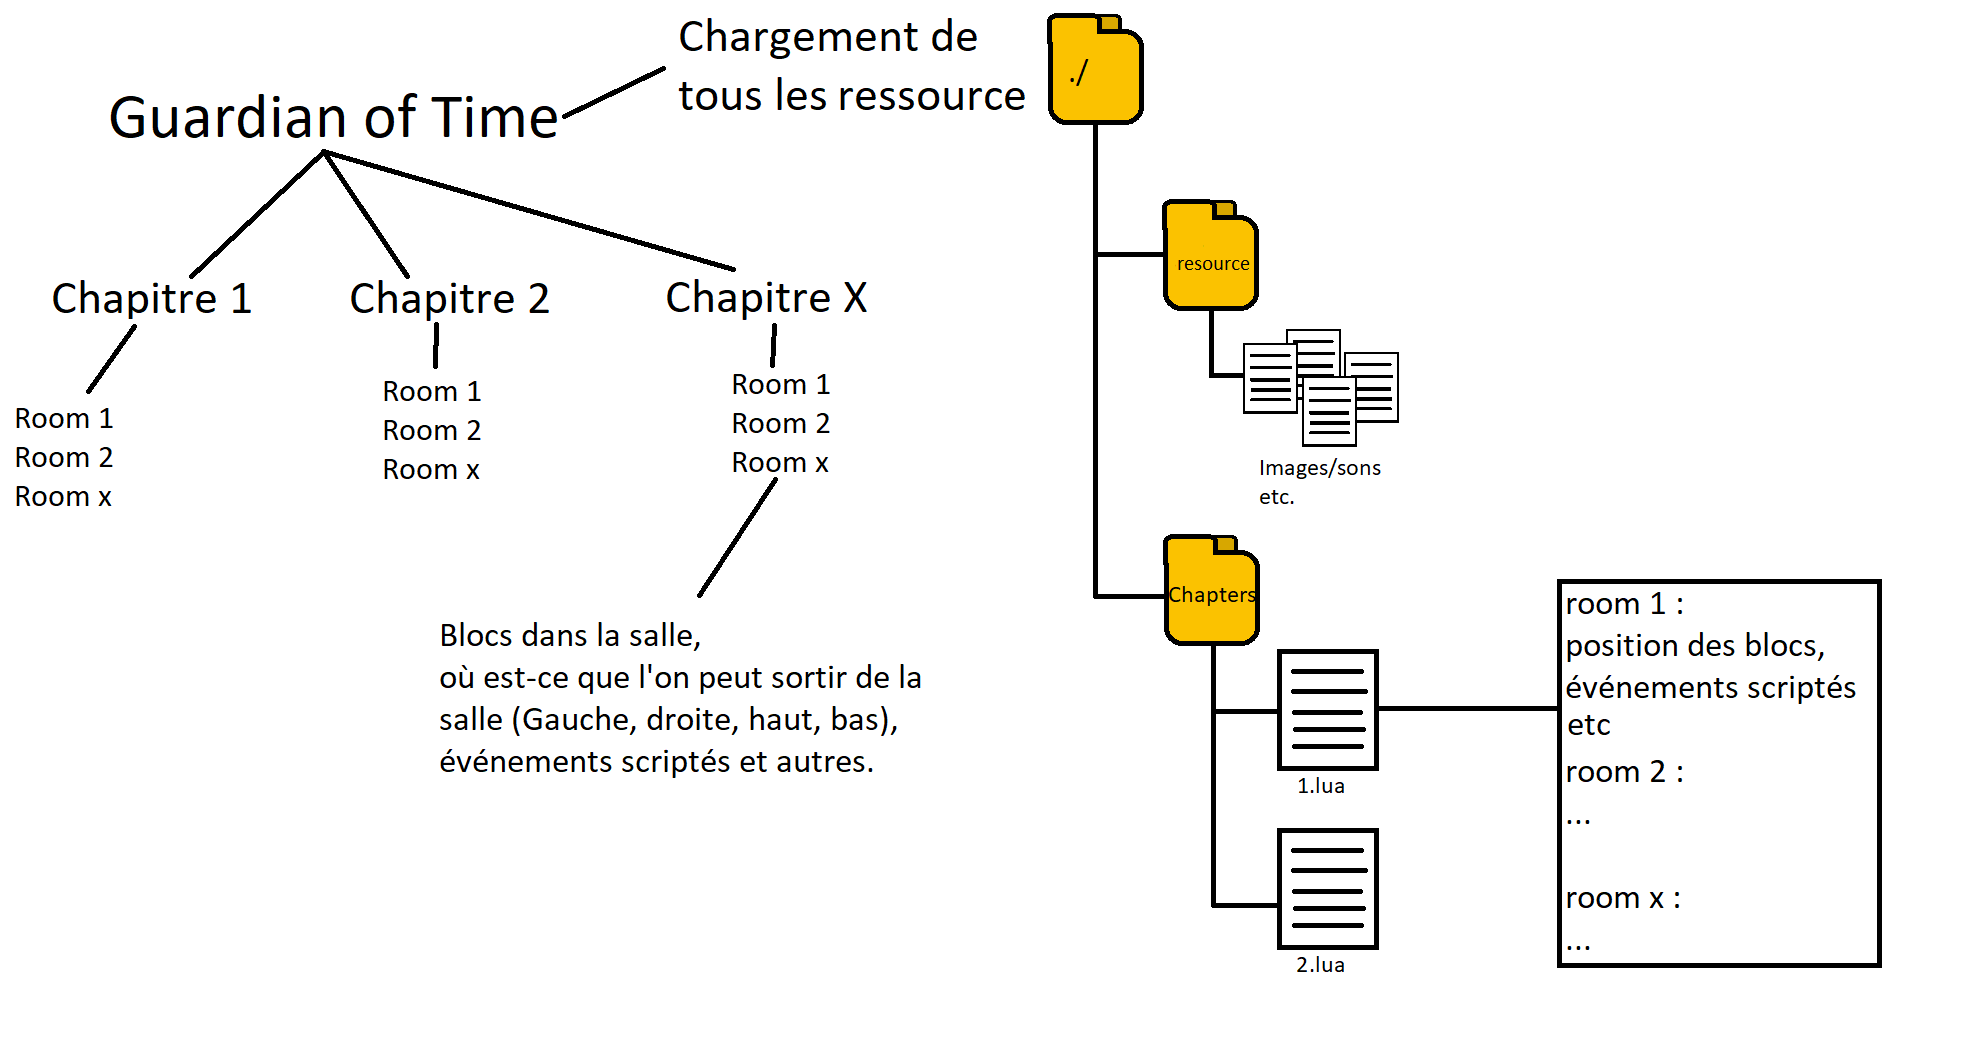 Guardian of Time
Chargement de
tous les ressource
Chapitre 1
Room 1
Room 2
Room x
Chapitre 2
Room 1
Room 2
Room x
Chapitre X
Room 1
Room 2
Room x
Blocs dans la salle,
où est-ce que l'on peut sortir de la
salle (Gauche, droite, haut, bas),
événements scriptés et autres.
./
resource
Images/sons
etc.
Chapters
1.lua
2.lua
room 1 :
position des blocs,
événements scriptés
etc
room 2 :
...
room x :
...